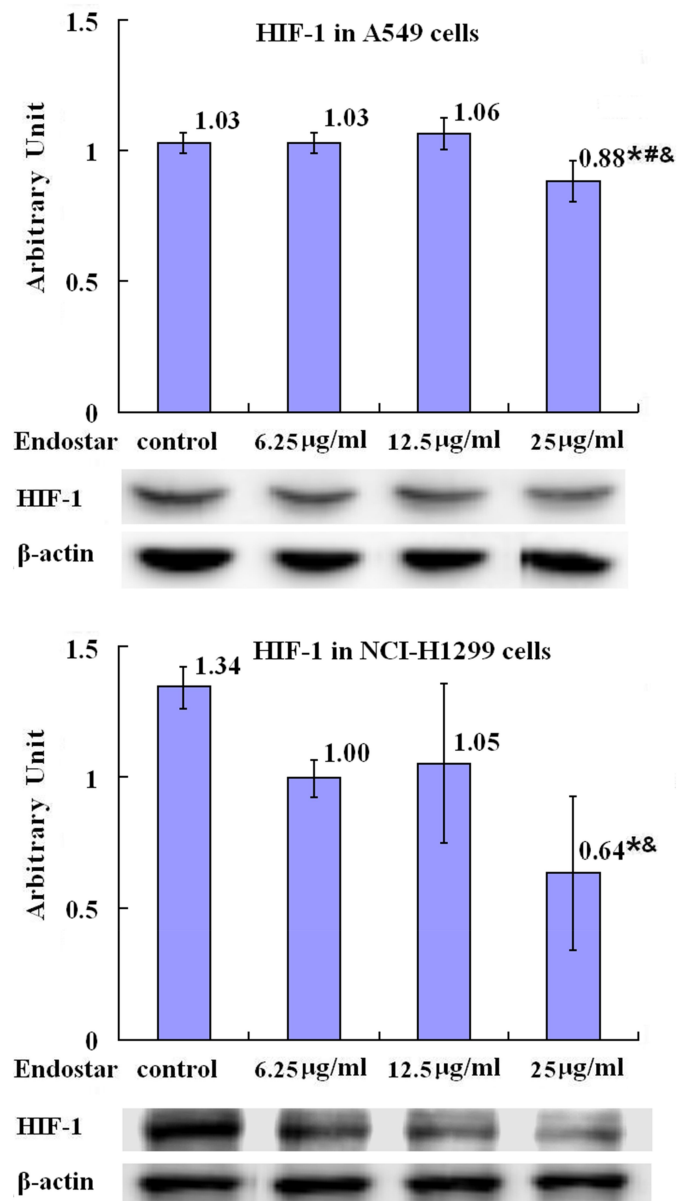 1.5
HIF-1 in A549 cells
1.03
1.03
1.06
1
0.88*#&
Arbitrary Unit
0.5
0
Endostar control 6.25µg/ml 12.5µg/ml 25µg/ml
HIF-1
β-actin
1.5
HIF-1 in NCI-H1299 cells
1.34
1.00
1.05
1
0.64*&
Arbitrary Unit
0.5
0
Endostar control 6.25µg/ml 12.5µg/ml 25µg/ml
HIF-1
β-actin